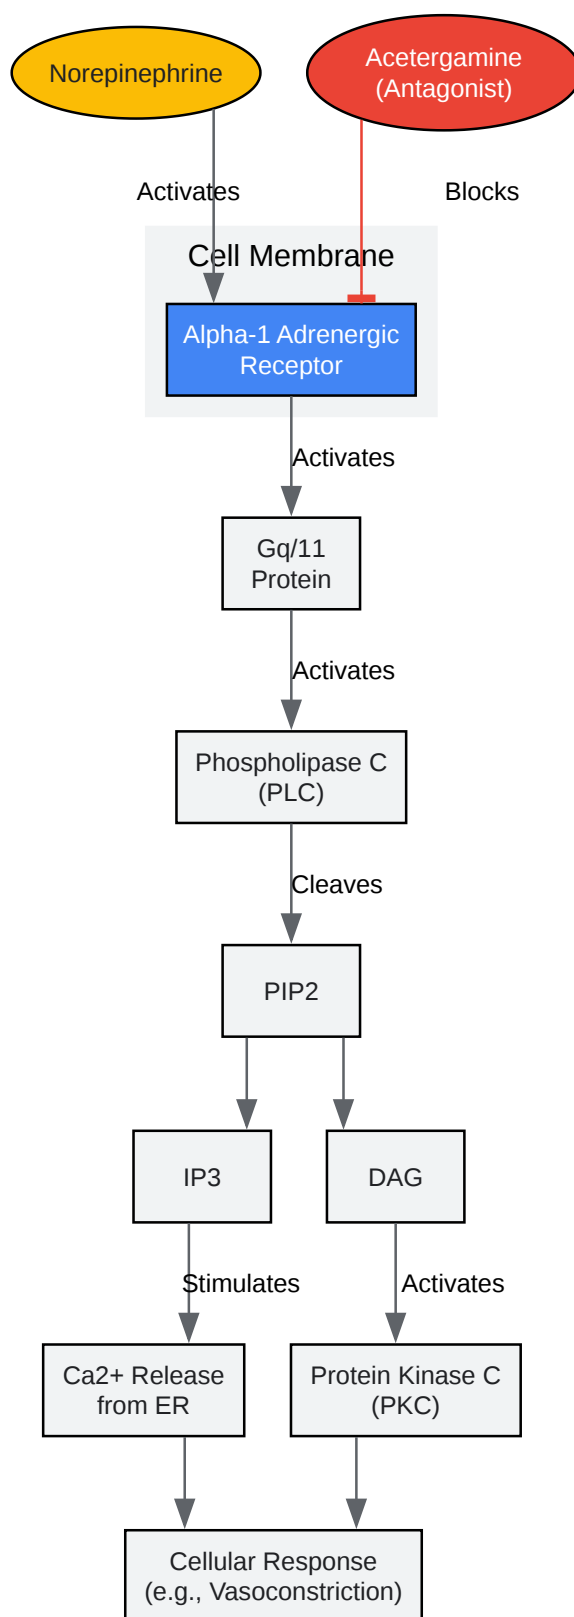 Norepinephrine
Acetergamine
(Antagonist)
Activates
Blocks
Cell Membrane
Alpha-1 Adrenergic
Receptor
Activates
Gq/11
Protein
Activates
Phospholipase C
(PLC)
Cleaves
PIP2
IP3
DAG
Stimulates
Activates
Ca2+ Release
from ER
Protein Kinase C
(PKC)
Cellular Response
(e.g., Vasoconstriction)